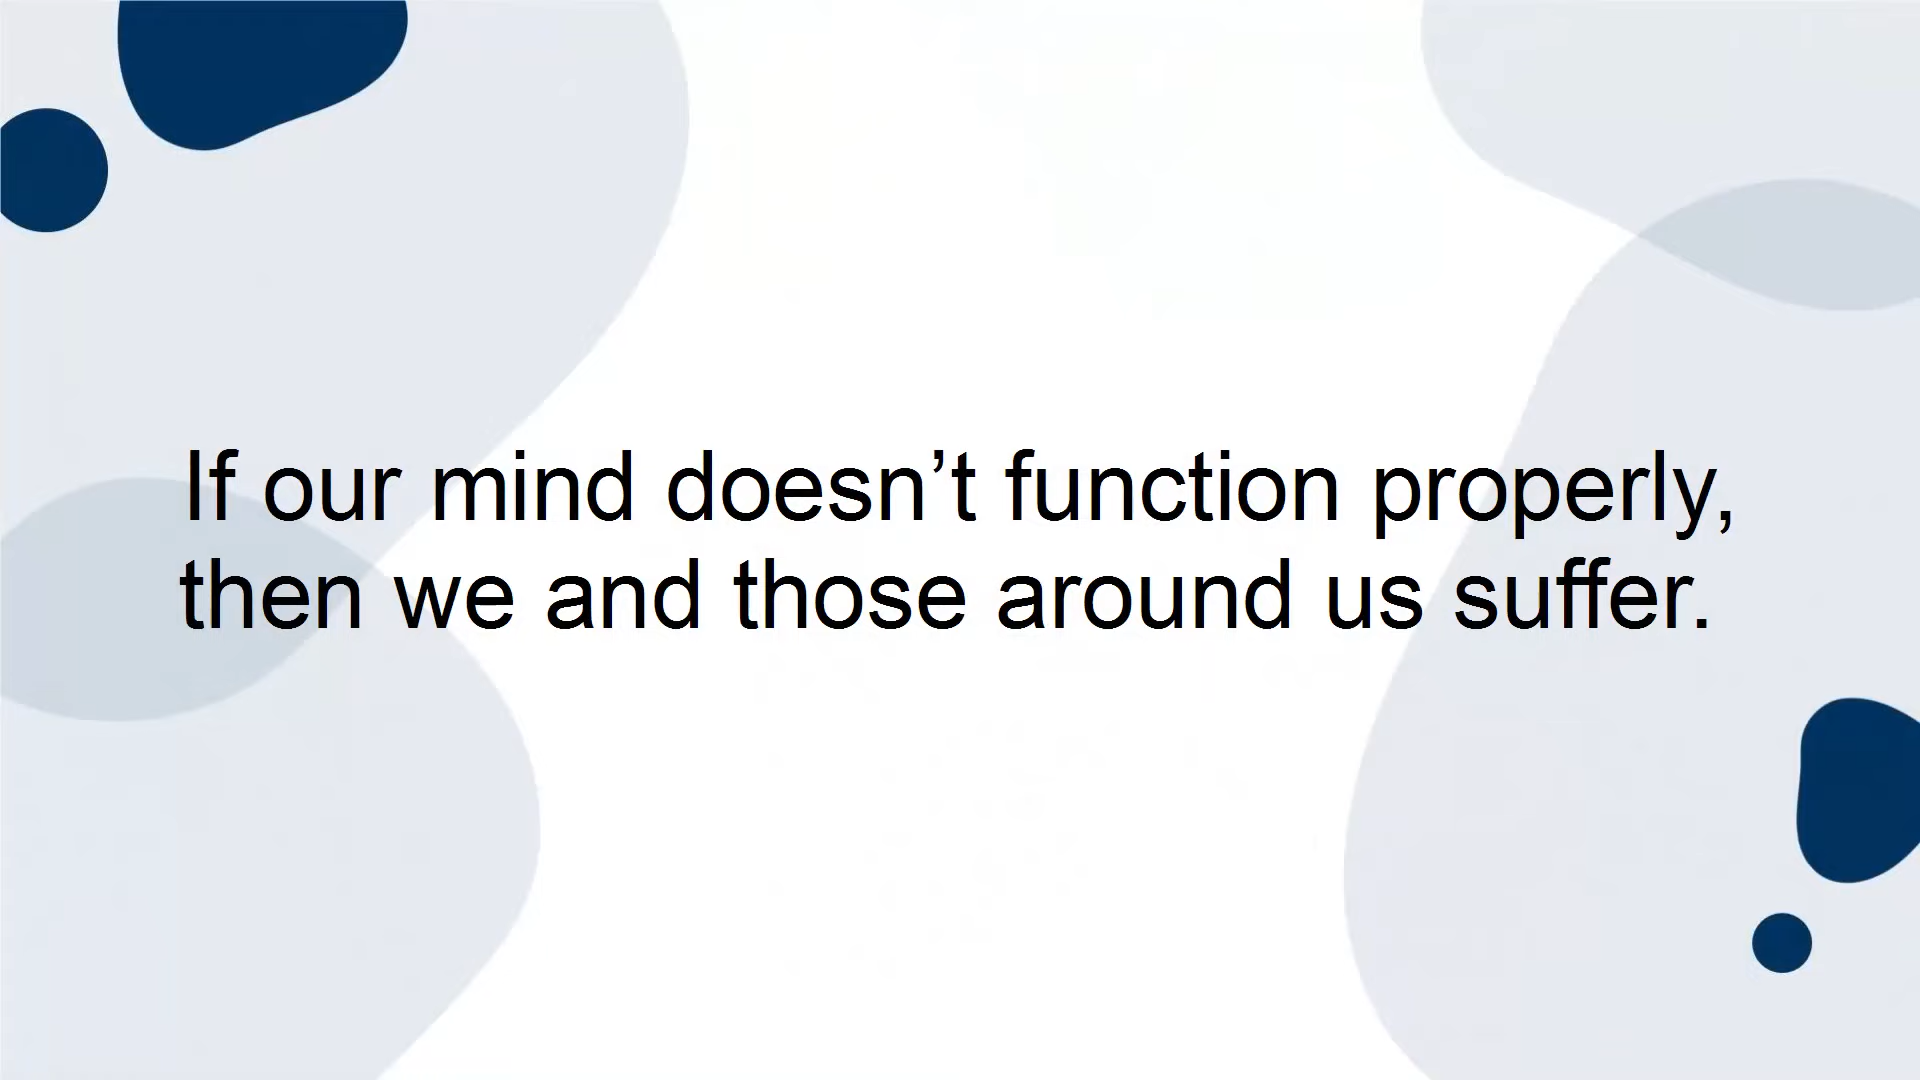 If our mind doesn’t function properly,
then we and those around us suffer.